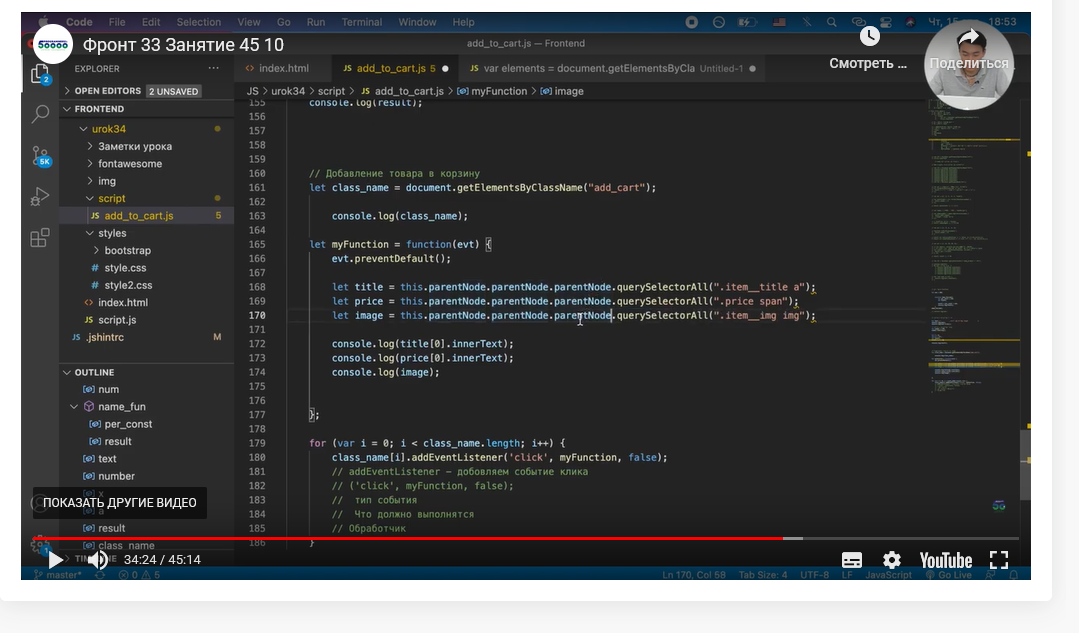 Code File Edit Selection View Go Run Terminal Window Help 18:53
50000
Фронт 33 Занятие 45 10
add_to_cart.js — Frontend
Смотреть ...
Поделиться
EXPLORER ...
index.html
JS add_to_cart.js 5
JS var elements = document.getElementsByCla Untitled-1
JS > urok34 > script > JS add_to_cart.js > myFunction > image
OPEN EDITORS 2 UNSAVED
FRONTEND
urok34
Заметки урока
fontawesome
img
script
JS add_to_cart.js 5
styles
bootstrap
# style.css
# style2.css
<> index.html
JS script.js
JS .jshintrc M
OUTLINE
num
name_fun
per_const
result
text
number
x
a
result
class_name
TIM
2
5K
1
155 console.log(result);
156
157
158
159
160 // Добавление товара в корзину
161 let class_name = document.getElementsByClassName("add_cart");
162
163 console.log(class_name);
164
165 let myFunction = function(evt) {
166 evt.preventDefault();
167
168 let title = this.parentNode.parentNode.parentNode.querySelectorAll(".item__title a");
169 let price = this.parentNode.parentNode.parentNode.querySelectorAll(".price span");
170 let image = this.parentNode.parentNode.parentNode.querySelectorAll(".item__img img");
171
172 console.log(title[0].innerText);
173 console.log(price[0].innerText);
174 console.log(image);
175
176
177 };
178
179 for (var i = 0; i < class_name.length; i++) {
180 class_name[i].addEventListener('click', myFunction, false);
181 // addEventListener – добовляем событие клика
182 // ('click', myFunction, false);
183 // тип события
184 // Что должно выполнятся
185 // Обработчик
186 }
ПОКАЗАТЬ ДРУГИЕ ВИДЕО
34:24 / 45:14
YouTube
master* 0 5 Ln 170, Col 58 Tab Size: 4 UTF-8 LF JavaScript Go Live